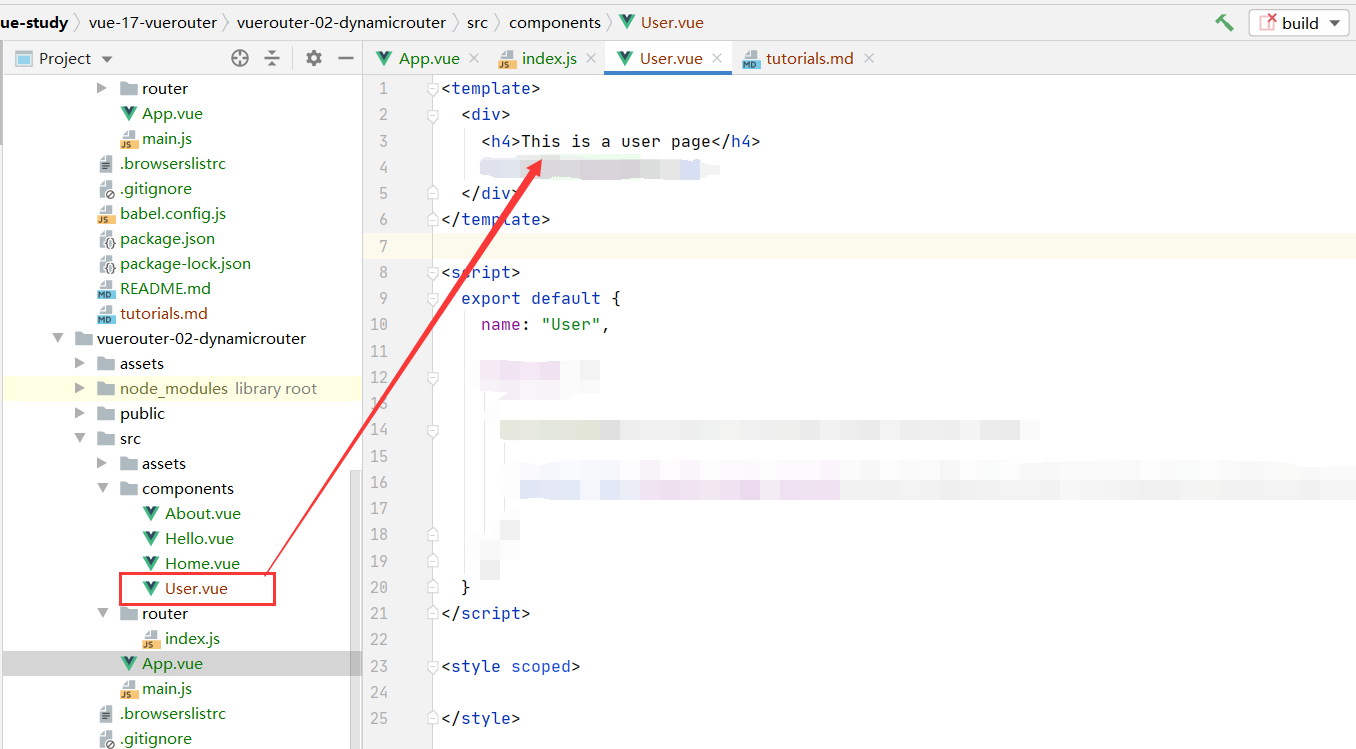 ue-study
vue-17-vuerouter
vuerouter-02-dynamicrouter
src
components
User.vue
build
Project
App.vue
index.js
User.vue
tutorials.md
router
App.vue
main.js
.browserslistrc
.gitignore
babel.config.js
package.json
package-lock.json
README.md
tutorials.md
vuerouter-02-dynamicrouter
assets
node_modules library root
public
src
assets
components
About.vue
Hello.vue
Home.vue
User.vue
router
index.js
App.vue
main.js
.browserslistrc
.gitignore
1 <template>
2 <div>
3 <h4>This is a user page</h4>
4
5 </div>
6 </template>
7
8 <script>
9 export default {
10 name: "User",
11
12
13
14
15
16
17
18
19
20 }
21 </script>
22
23 <style scoped>
24
25 </style>